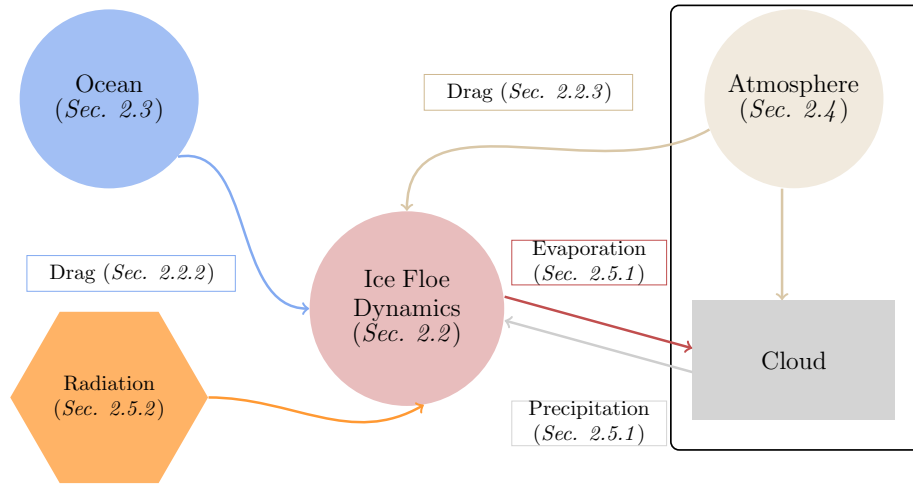 Ocean
(Sec. 2.3)
Drag (Sec. 2.2.3)
Atmosphere
(Sec. 2.4)
Drag (Sec. 2.2.2)
Ice Floe
Dynamics
(Sec. 2.2)
Evaporation
(Sec. 2.5.1)
Cloud
Radiation
(Sec. 2.5.2)
Precipitation
(Sec. 2.5.1)